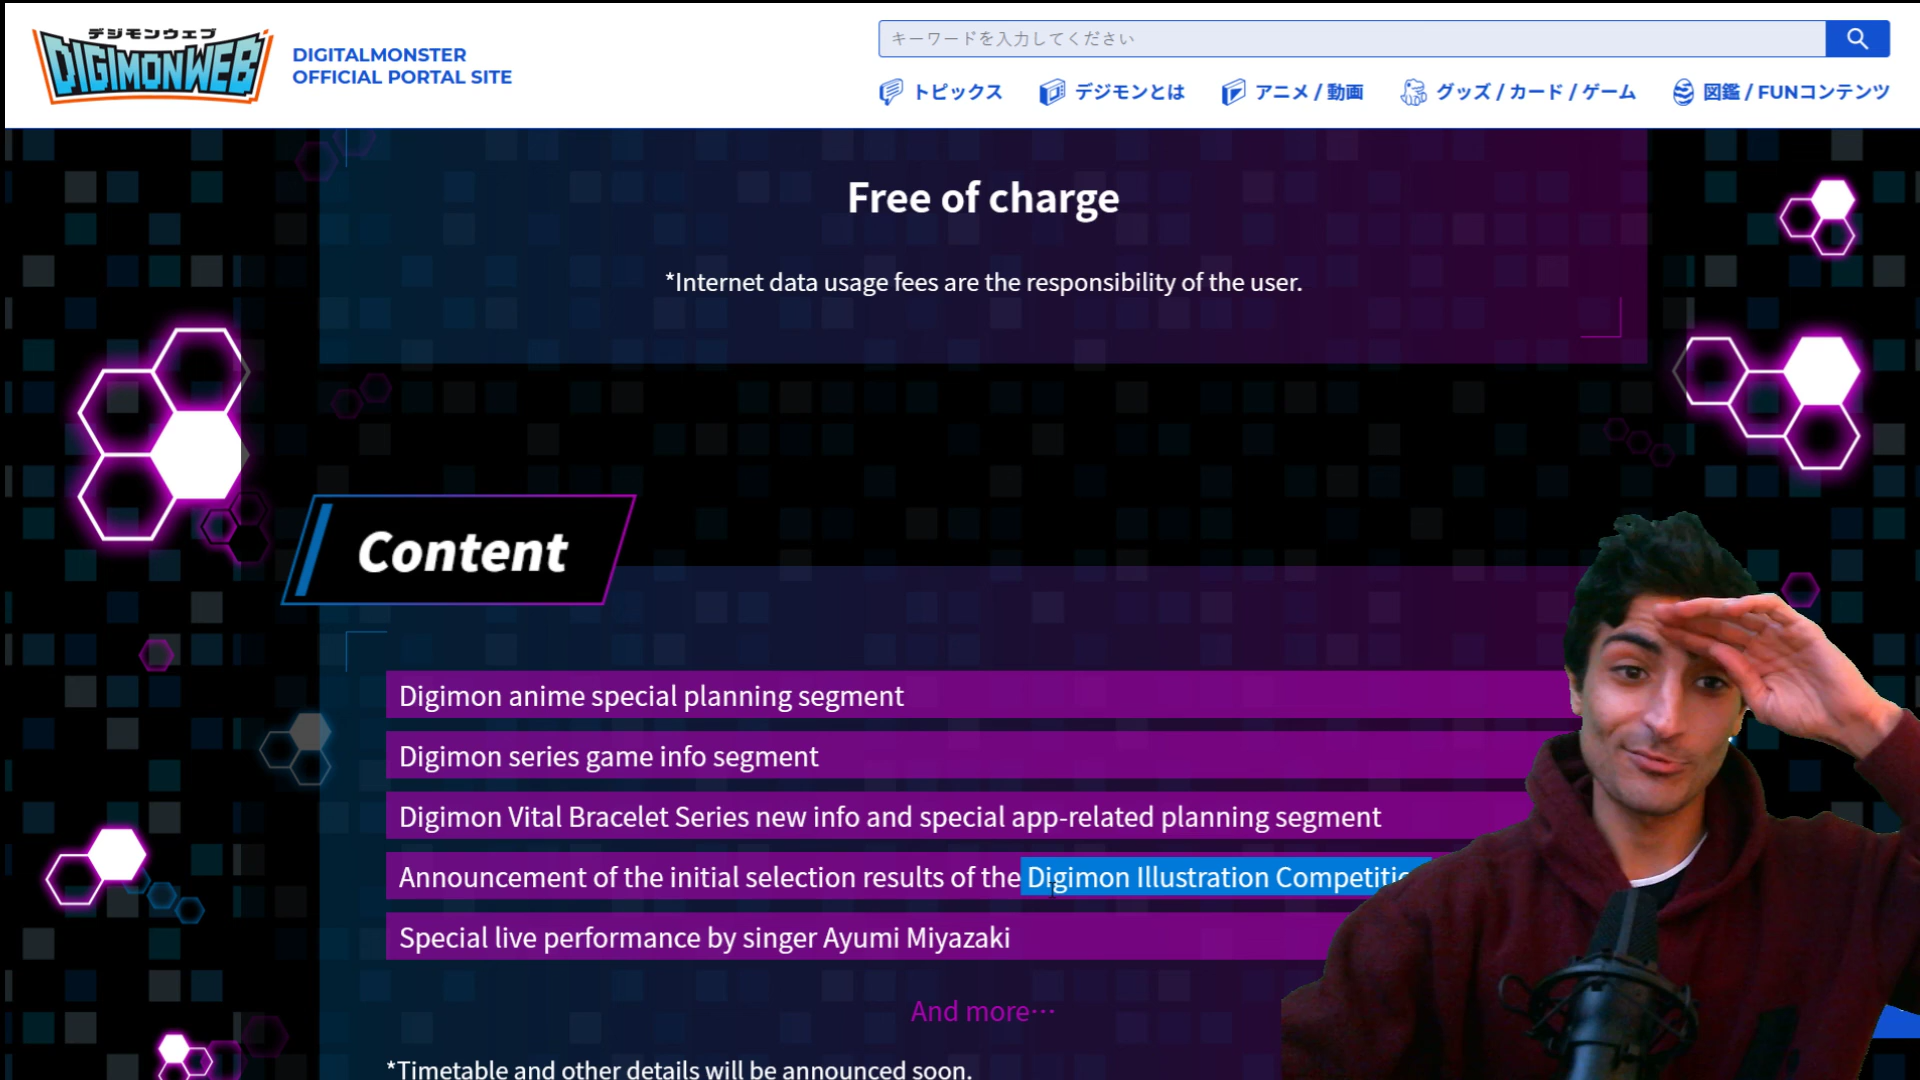 デジモンウェブ
DIGIMONWEB
DIGITALMONSTER
OFFICIAL PORTAL SITE
キーワードを入力してください
トピックス
デジモンとは
アニメ / 動画
グッズ / カード / ゲーム
図鑑 / FUNコンテンツ
Free of charge
*Internet data usage fees are the responsibility of the user.
Content
Digimon anime special planning segment
Digimon series game info segment
Digimon Vital Bracelet Series new info and special app-related planning segment
Announcement of the initial selection results of the Digimon Illustration Competitio
Special live performance by singer Ayumi Miyazaki
And more…
*Timetable and other details will be announced soon.